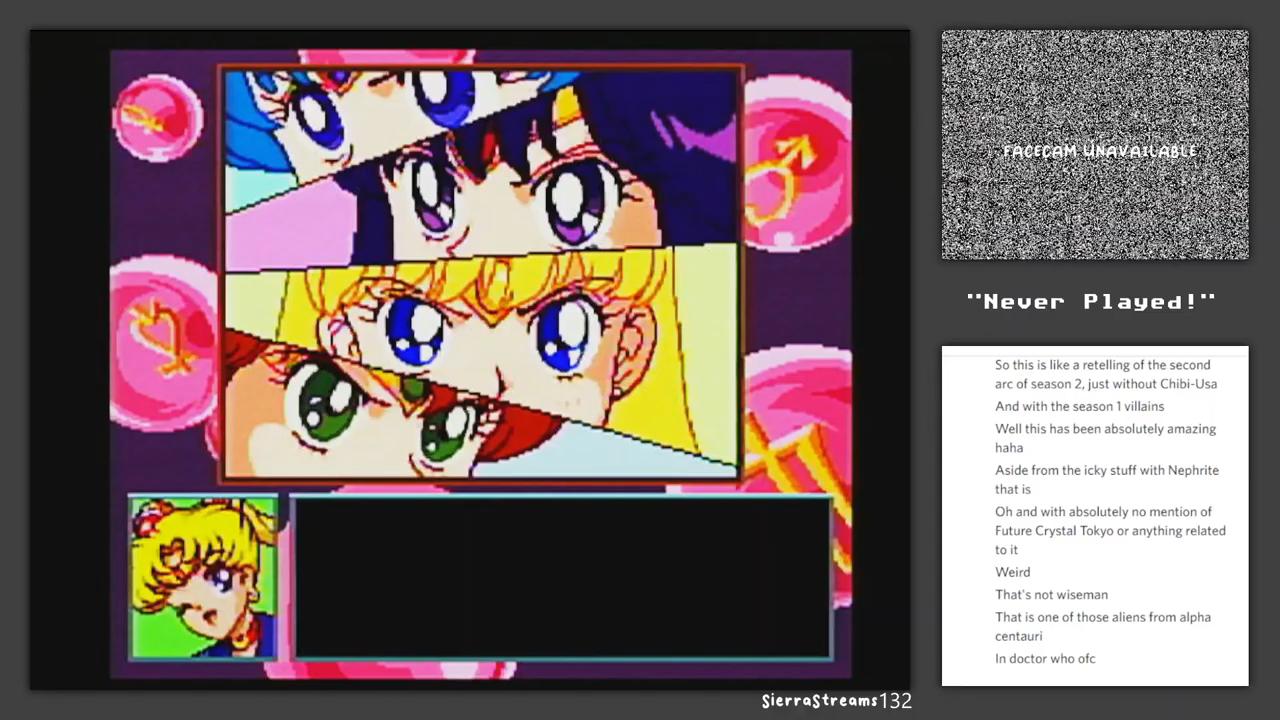 FACECAM UNAVAILABLE
"Never Played!"
So this is like a retelling of the second
arc of season 2, just without Chibi-Usa
And with the season 1 villains
Well this has been absolutely amazing
haha
Aside from the icky stuff with Nephrite
that is
Oh and with absolutely no mention of
Future Crystal Tokyo or anything related
to it
Weird
That's not wiseman
That is one of those aliens from alpha
centauri
In doctor who ofc
SierraStreams132